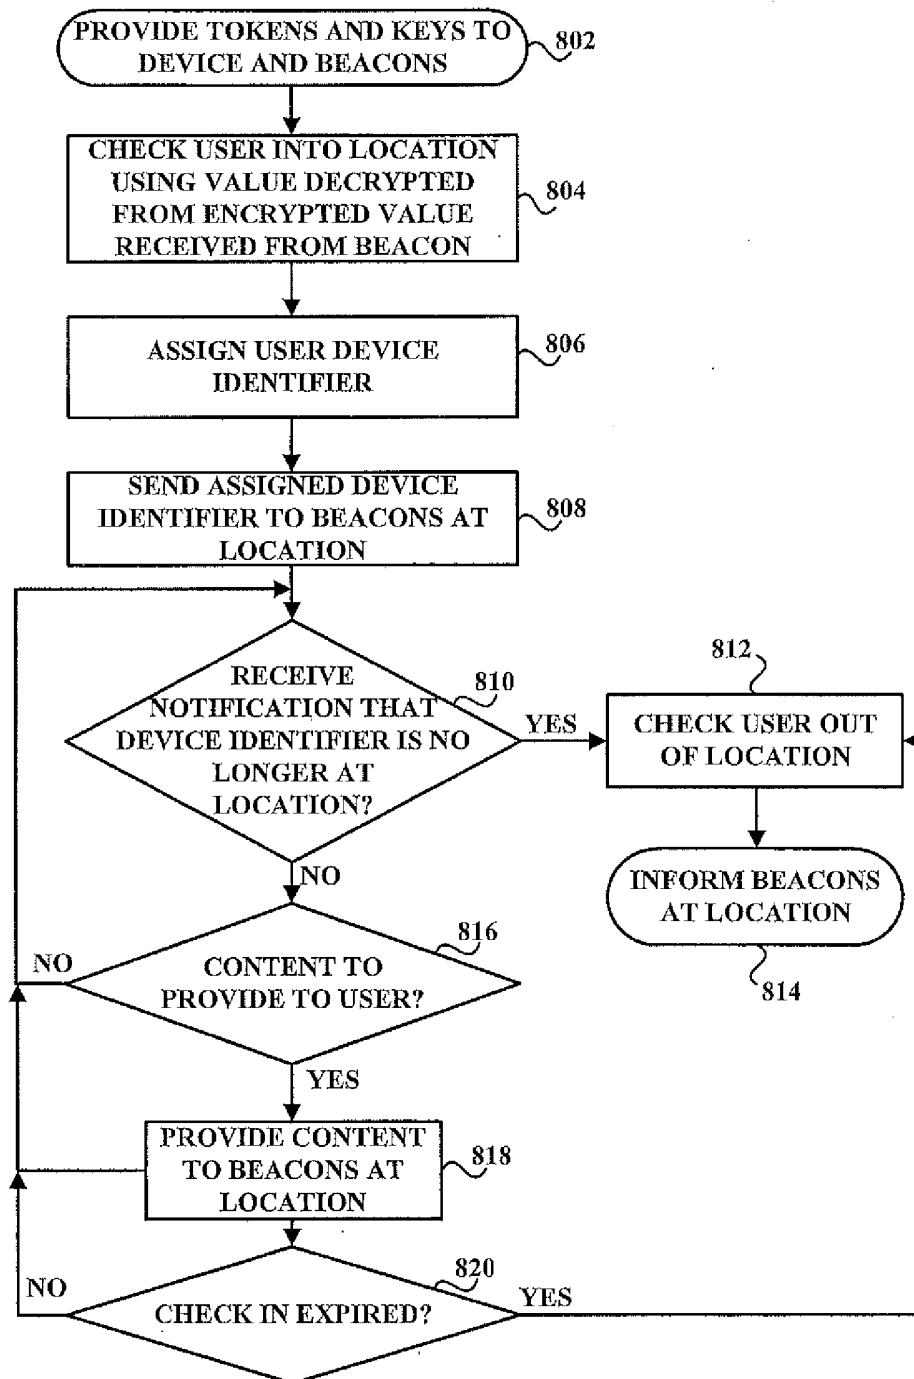 PROVIDE TOKENS AND KEYS TO
DEVICE AND BEACONS
802
CHECK USER INTO LOCATION
USING VALUE DECRYPTED
FROM ENCRYPTED VALUE
RECEIVED FROM BEACON
804
ASSIGN USER DEVICE
IDENTIFIER
806
SEND ASSIGNED DEVICE
IDENTIFIER TO BEACONS AT
LOCATION
808
RECEIVE
NOTIFICATION THAT
DEVICE IDENTIFIER IS NO
LONGER AT
LOCATION?
810
YES
812
CHECK USER OUT
OF LOCATION
INFORM BEACONS
AT LOCATION
814
NO
816
CONTENT TO
PROVIDE TO USER?
NO
YES
PROVIDE CONTENT
TO BEACONS AT
LOCATION
818
820
CHECK IN EXPIRED?
NO
YES